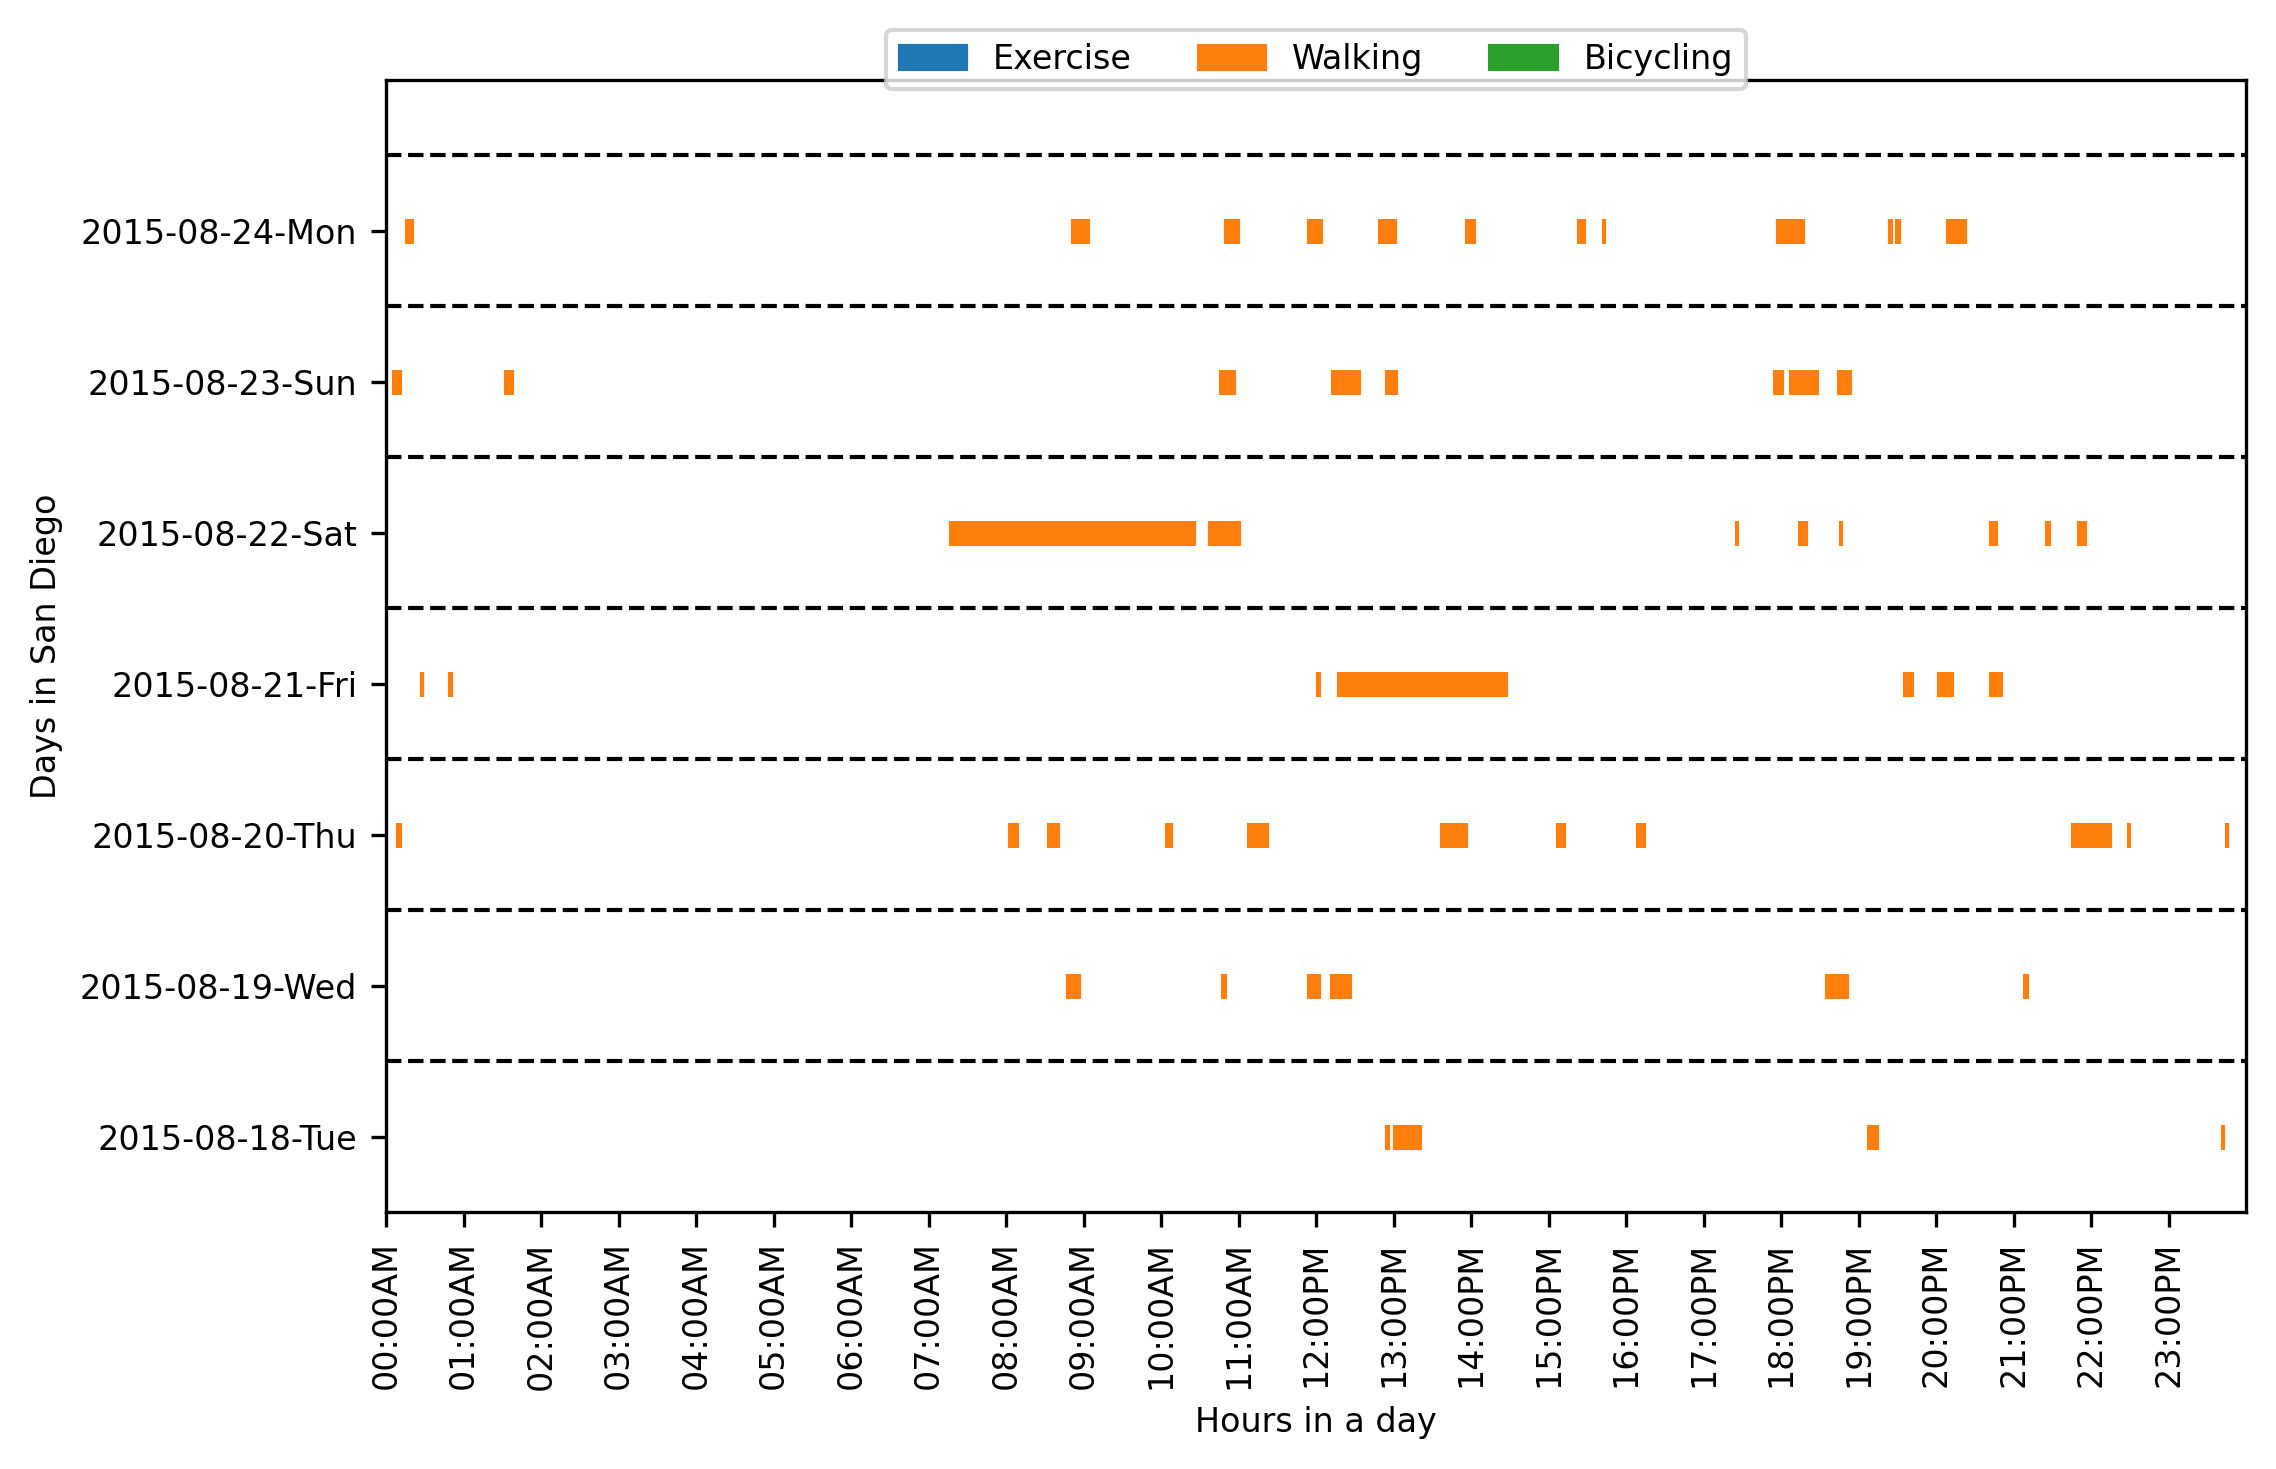 Exercise Walking Bicycling
Days in San Diego
2015-08-24-Mon
2015-08-23-Sun
2015-08-22-Sat
2015-08-21-Fri
2015-08-20-Thu
2015-08-19-Wed
2015-08-18-Tue
00:00AM
01:00AM
02:00AM
03:00AM
04:00AM
05:00AM
06:00AM
07:00AM
08:00AM
09:00AM
10:00AM
11:00AM
12:00PM
13:00PM
14:00PM
15:00PM
16:00PM
17:00PM
18:00PM
19:00PM
20:00PM
21:00PM
22:00PM
23:00PM
Hours in a day